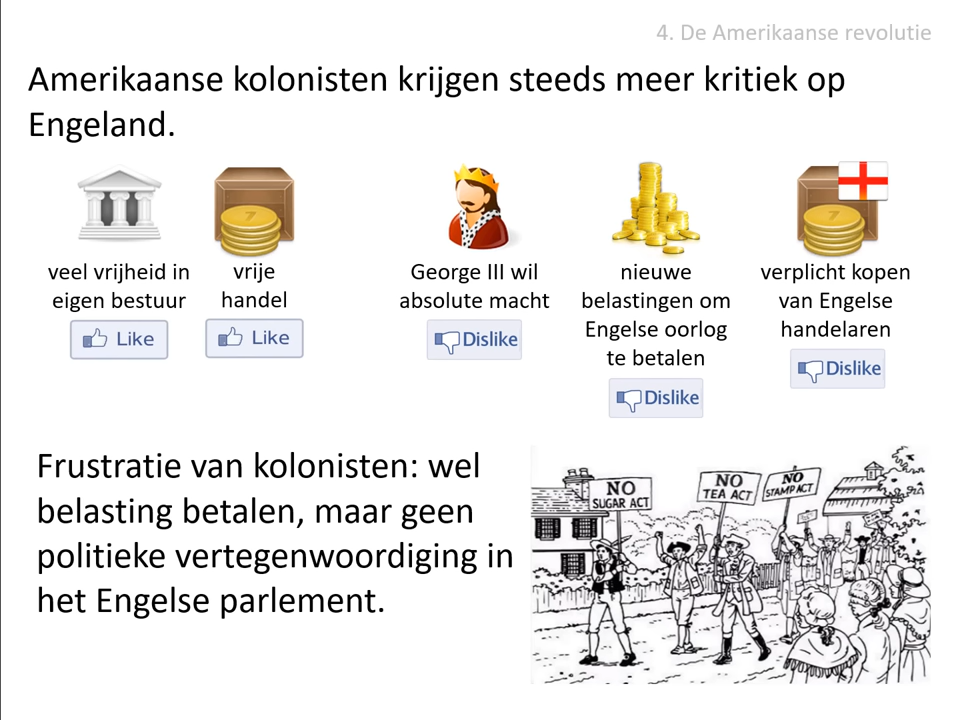 4. De Amerikaanse revolutie
Amerikaanse kolonisten krijgen steeds meer kritiek op
Engeland.
veel vrijheid in
eigen bestuur
Like
vrije
handel
Like
George III wil
absolute macht
Dislike
nieuwe
belastingen om
Engelse oorlog
te betalen
Dislike
verplicht kopen
van Engelse
handelaren
Dislike
Frustratie van kolonisten: wel
belasting betalen, maar geen
politieke vertegenwoordiging in
het Engelse parlement.
NO
SUGAR ACT
NO
TEA ACT
NO
STAMP ACT